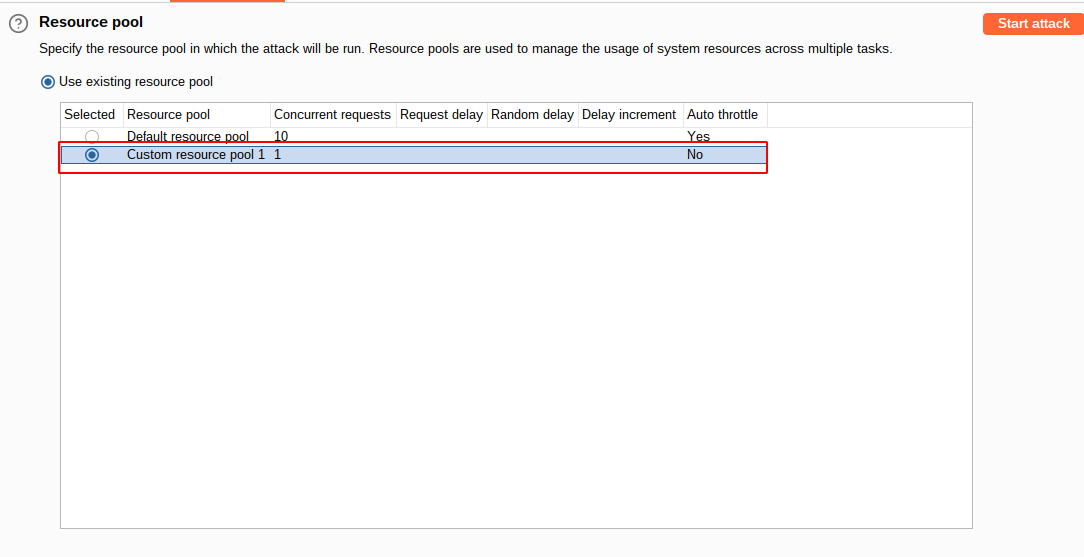 ? Resource pool
Start attack
Specify the resource pool in which the attack will be run. Resource pools are used to manage the usage of system resources across multiple tasks.
Use existing resource pool
Selected Resource pool Concurrent requests Request delay Random delay Delay increment Auto throttle
Default resource pool 10 Yes
Custom resource pool 1 1 No